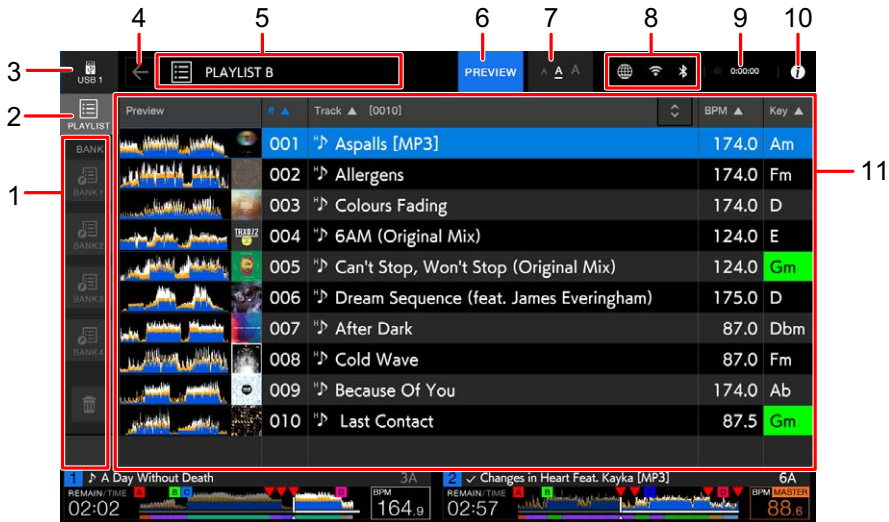 4 5 6 7 8 9 10
3 USB 1 PLAYLIST B PREVIEW A A A 0:00:00 i
2 PLAYLIST Preview # ▲ Track ▲ [0010] BPM ▲ Key ▲
1 BANK 001 Aspalls [MP3] 174.0 Am 11
BANK1 002 Allergens 174.0 Fm
003 Colours Fading 174.0 D
BANK2 TRX072 004 6AM (Original Mix) 124.0 E
005 Can't Stop, Won't Stop (Original Mix) 124.0 Gm
BANK3 006 Dream Sequence (feat. James Everingham) 175.0 D
007 After Dark 87.0 Dbm
BANK4 008 Cold Wave 87.0 Fm
009 Because Of You 174.0 Ab
010 Last Contact 87.5 Gm
1 ♪ A Day Without Death 3A 2 ✓ Changes in Heart Feat. Kayka [MP3] 6A
REMAIN/TIME A B C D BPM REMAIN/TIME A B D BPM MASTER
02:02 164.9 02:57 88.6